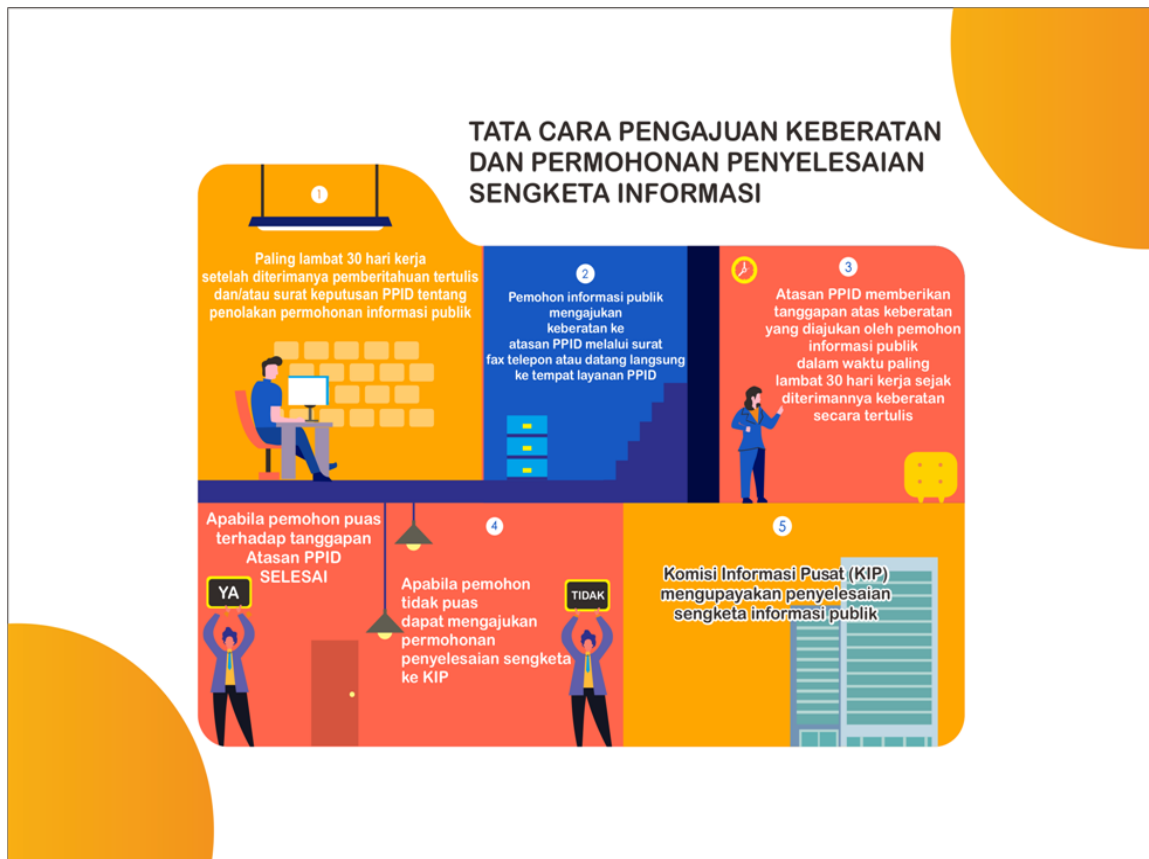 TATA CARA PENGAJUAN KEBERATAN
DAN PERMOHONAN PENYELESAIAN
SENGKETA INFORMASI
1
Paling lambat 30 hari kerja
setelah diterimanya pemberitahuan tertulis
dan/atau surat keputusan PPID tentang
penolakan permohonan informasi publik
2
Pemohon informasi publik
mengajukan
keberatan ke
atasan PPID melalui surat
fax telepon atau datang langsung
ke tempat layanan PPID
3
Atasan PPID memberikan
tanggapan atas keberatan
yang diajukan oleh pemohon
informasi publik
dalam waktu paling
lambat 30 hari kerja sejak
diterimannya keberatan
secara tertulis
Apabila pemohon puas
terhadap tanggapan
Atasan PPID
SELESAI
YA
4
Apabila pemohon
tidak puas
dapat mengajukan
permohonan
penyelesaian sengketa
ke KIP
TIDAK
5
Komisi Informasi Pusat (KIP)
mengupayakan penyelesaian
sengketa informasi publik